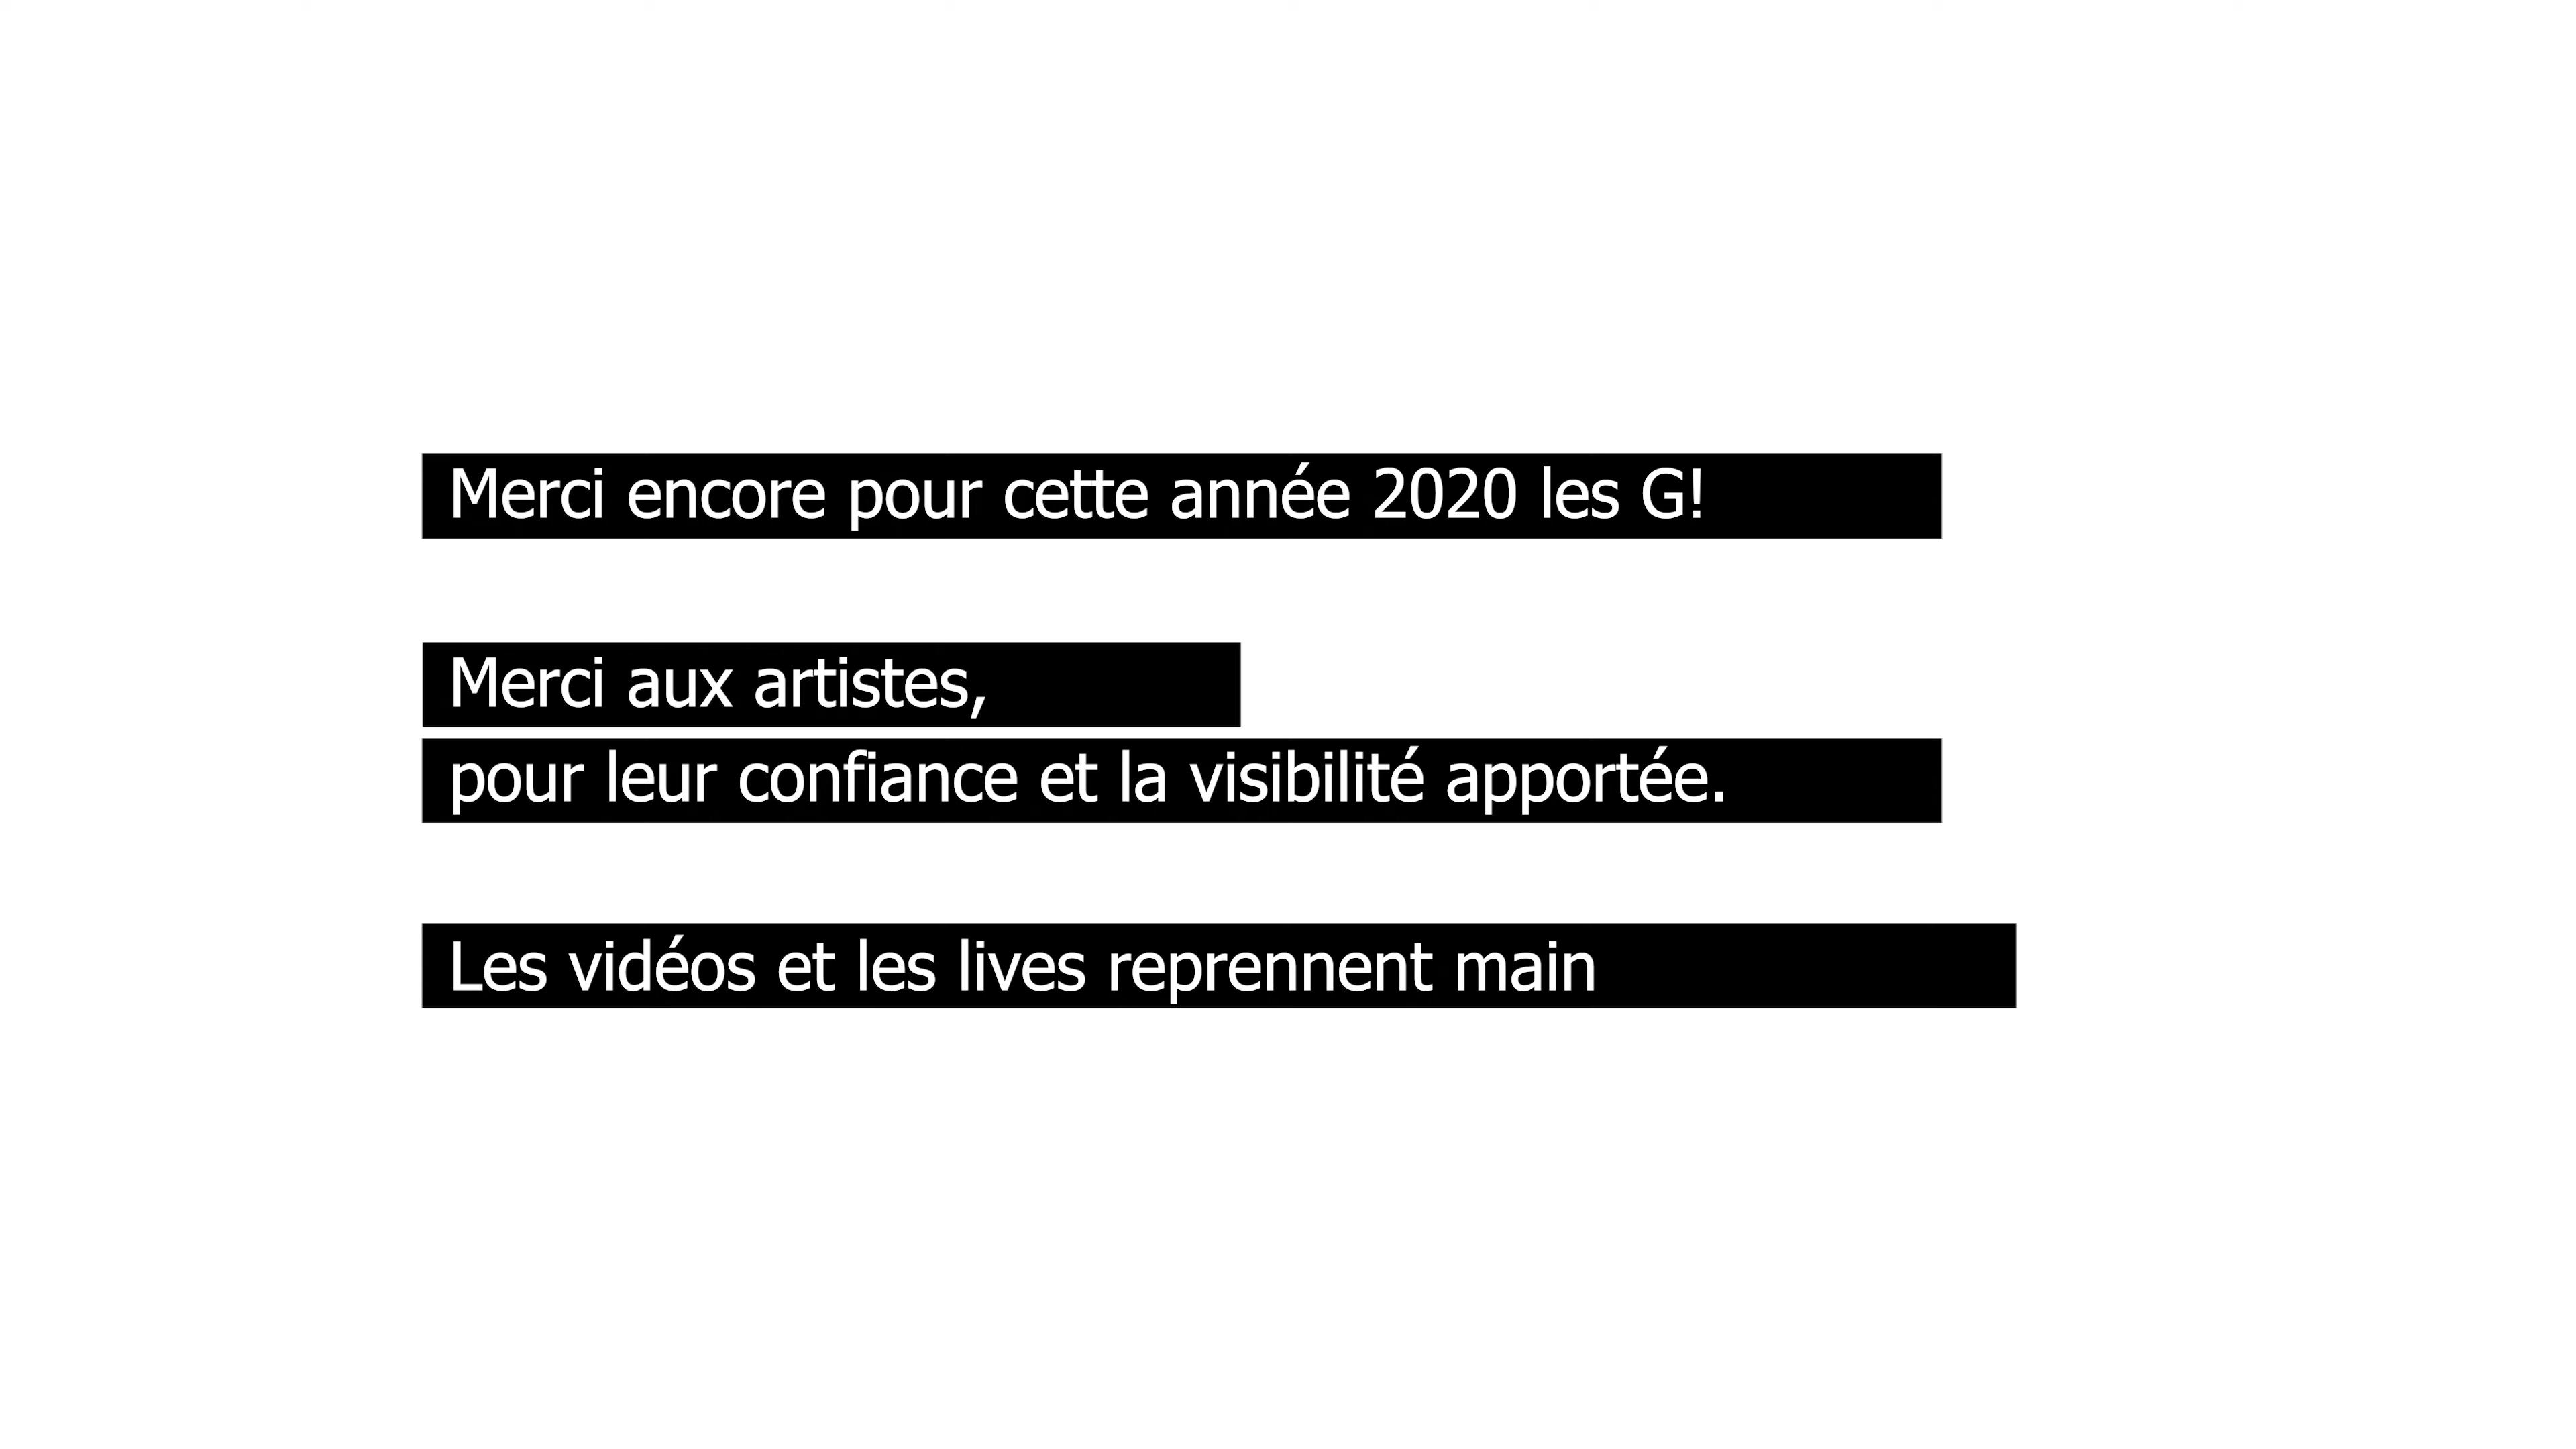 Merci encore pour cette année 2020 les G!
Merci aux artistes,
pour leur confiance et la visibilité apportée.
Les vidéos et les lives reprennent main